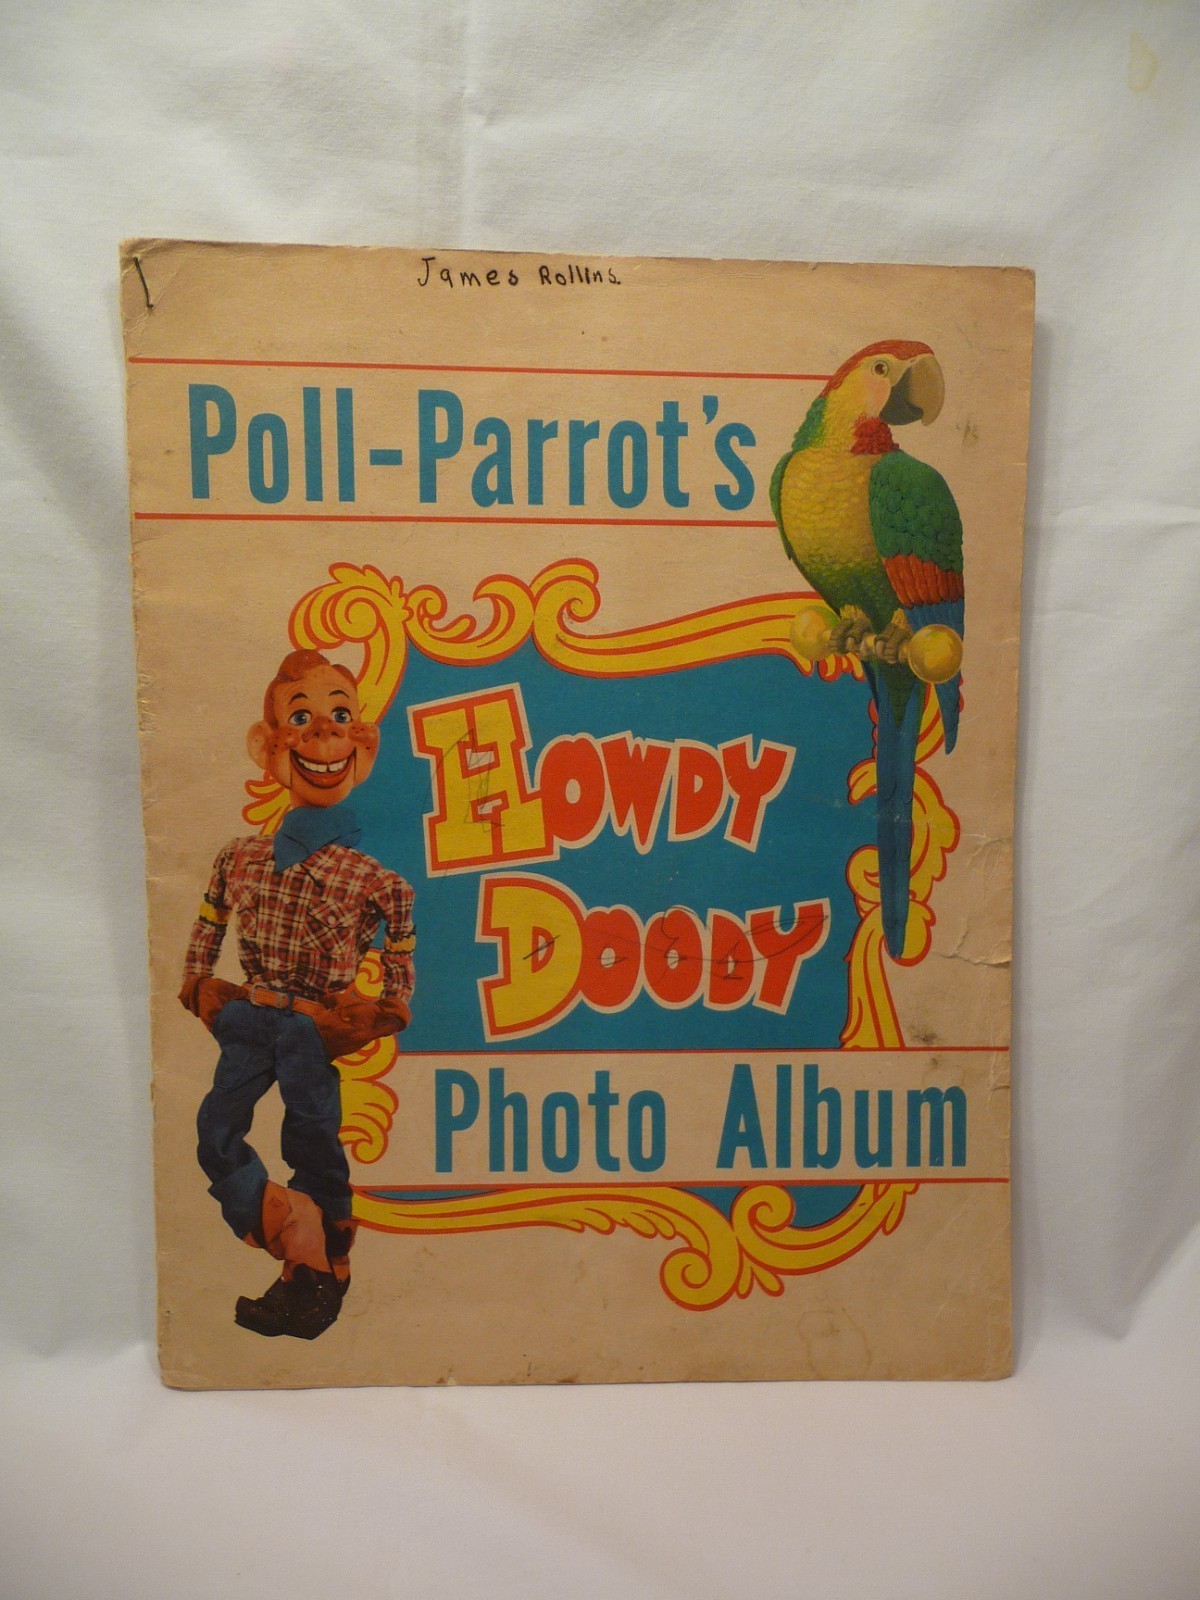 James Rollins.
Poll-Parrot's
HOWDY
DOODY
Photo Album